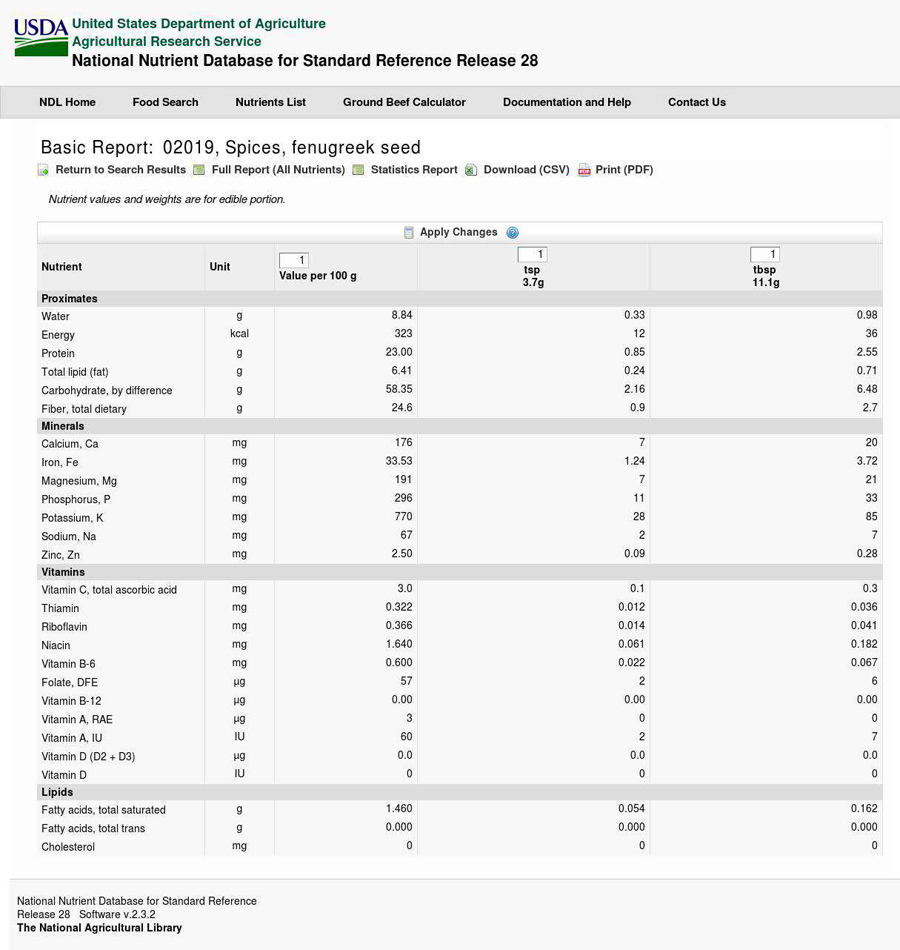 USDA United States Department of Agriculture
Agricultural Research Service
National Nutrient Database for Standard Reference Release 28
NDL Home Food Search Nutrients List Ground Beef Calculator Documentation and Help Contact Us
Basic Report: 02019, Spices, fenugreek seed
Return to Search Results Full Report (All Nutrients) Statistics Report Download (CSV) Print (PDF)
Nutrient values and weights are for edible portion.
Apply Changes ?
Nutrient Unit 1 Value per 100 g 1 tsp 3.7g 1 tbsp 11.1g
Proximates
Water g 8.84 0.33 0.98
Energy kcal 323 12 36
Protein g 23.00 0.85 2.55
Total lipid (fat) g 6.41 0.24 0.71
Carbohydrate, by difference g 58.35 2.16 6.48
Fiber, total dietary g 24.6 0.9 2.7
Minerals
Calcium, Ca mg 176 7 20
Iron, Fe mg 33.53 1.24 3.72
Magnesium, Mg mg 191 7 21
Phosphorus, P mg 296 11 33
Potassium, K mg 770 28 85
Sodium, Na mg 67 2 7
Zinc, Zn mg 2.50 0.09 0.28
Vitamins
Vitamin C, total ascorbic acid mg 3.0 0.1 0.3
Thiamin mg 0.322 0.012 0.036
Riboflavin mg 0.366 0.014 0.041
Niacin mg 1.640 0.061 0.182
Vitamin B-6 mg 0.600 0.022 0.067
Folate, DFE µg 57 2 6
Vitamin B-12 µg 0.00 0.00 0.00
Vitamin A, RAE µg 3 0 0
Vitamin A, IU IU 60 2 7
Vitamin D (D2 + D3) µg 0.0 0.0 0.0
Vitamin D IU 0 0 0
Lipids
Fatty acids, total saturated g 1.460 0.054 0.162
Fatty acids, total trans g 0.000 0.000 0.000
Cholesterol mg 0 0 0
National Nutrient Database for Standard Reference
Release 28 Software v.2.3.2
The National Agricultural Library